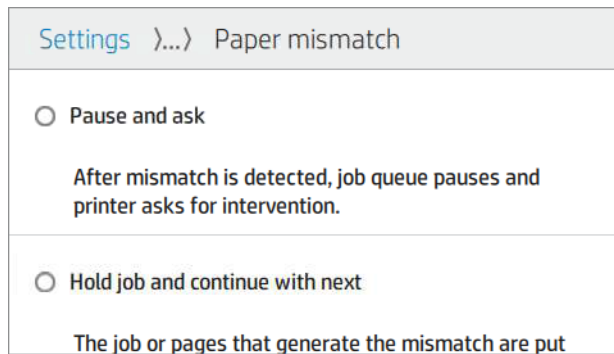 Settings 〉...〉 Paper mismatch
Pause and ask
After mismatch is detected, job queue pauses and
printer asks for intervention.
Hold job and continue with next
The job or pages that generate the mismatch are put